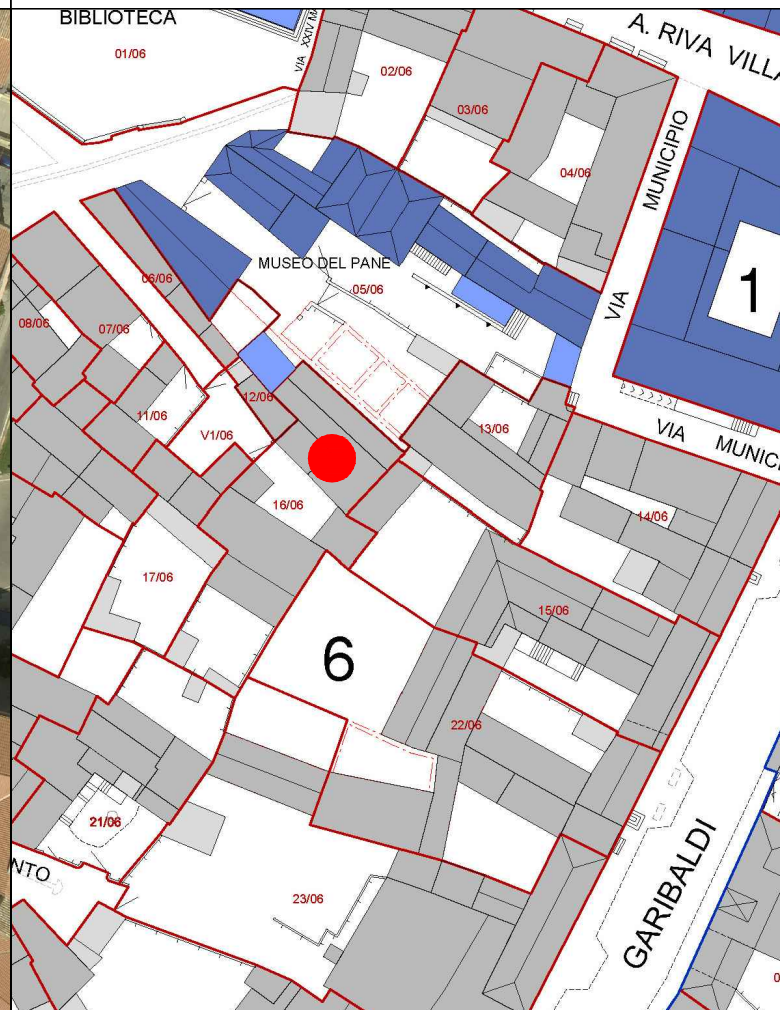 BIBLIOTECA
01/06
VIA XXIV MA
02/06
03/06
04/06
A. RIVA VILLA
VIA MUNICIPIO
1
MUSEO DEL PANE
05/06
06/06
07/06
08/06
11/06
12/06
V1/06
13/06
VIA MUNICI
14/06
16/06
17/06
15/06
6
22/06
21/06
NTO
23/06
GARIBALDI
0